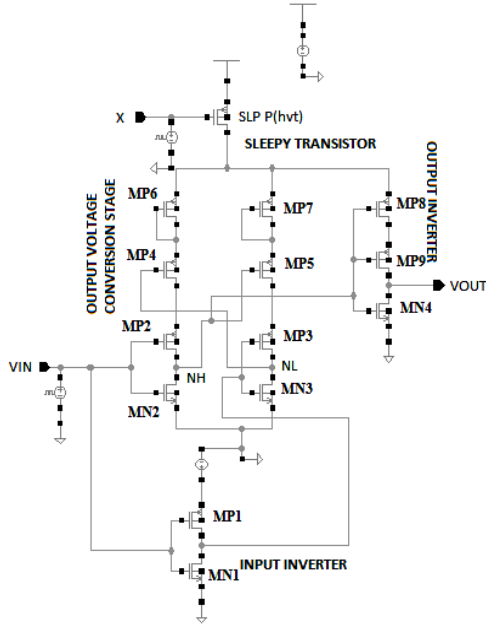 X
SLP P(hvt)
SLEEPY TRANSISTOR
OUTPUT VOLTAGE
CONVERSION STAGE
OUTPUT INVERTER
MP6
MP7
MP8
MP4
MP5
MP9
VOUT
MN4
MP2
MP3
VIN
NH
NL
MN2
MN3
MP1
MN1
INPUT INVERTER